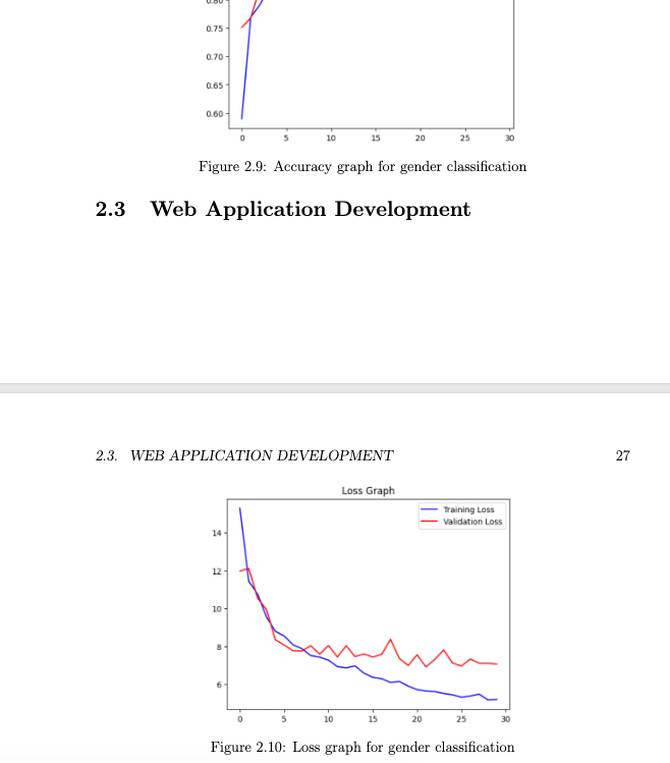 0.80
0.75
0.70
0.65
0.60
0 5 10 15 20 25 30
Figure 2.9: Accuracy graph for gender classification
2.3 Web Application Development
2.3. WEB APPLICATION DEVELOPMENT 27
Loss Graph
Training Loss
Validation Loss
14
12
10
8
6
0 5 10 15 20 25 30
Figure 2.10: Loss graph for gender classification